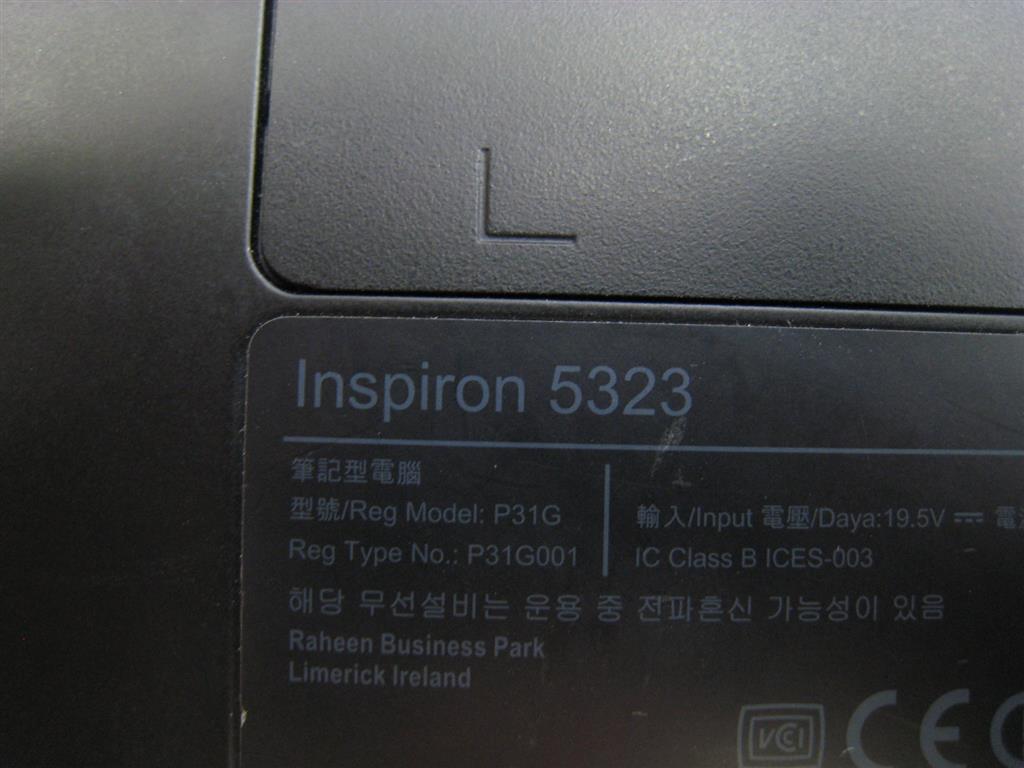 Inspiron 5323
筆記型電腦
型號/Reg Model: P31G
Reg Type No.: P31G001
輸入/Input 電壓/Daya:19.5V ⎓ 電
IC Class B ICES-003
해당 무선설비는 운용 중 전파혼신 가능성이 있음
Raheen Business Park
Limerick Ireland
VCCI
CE